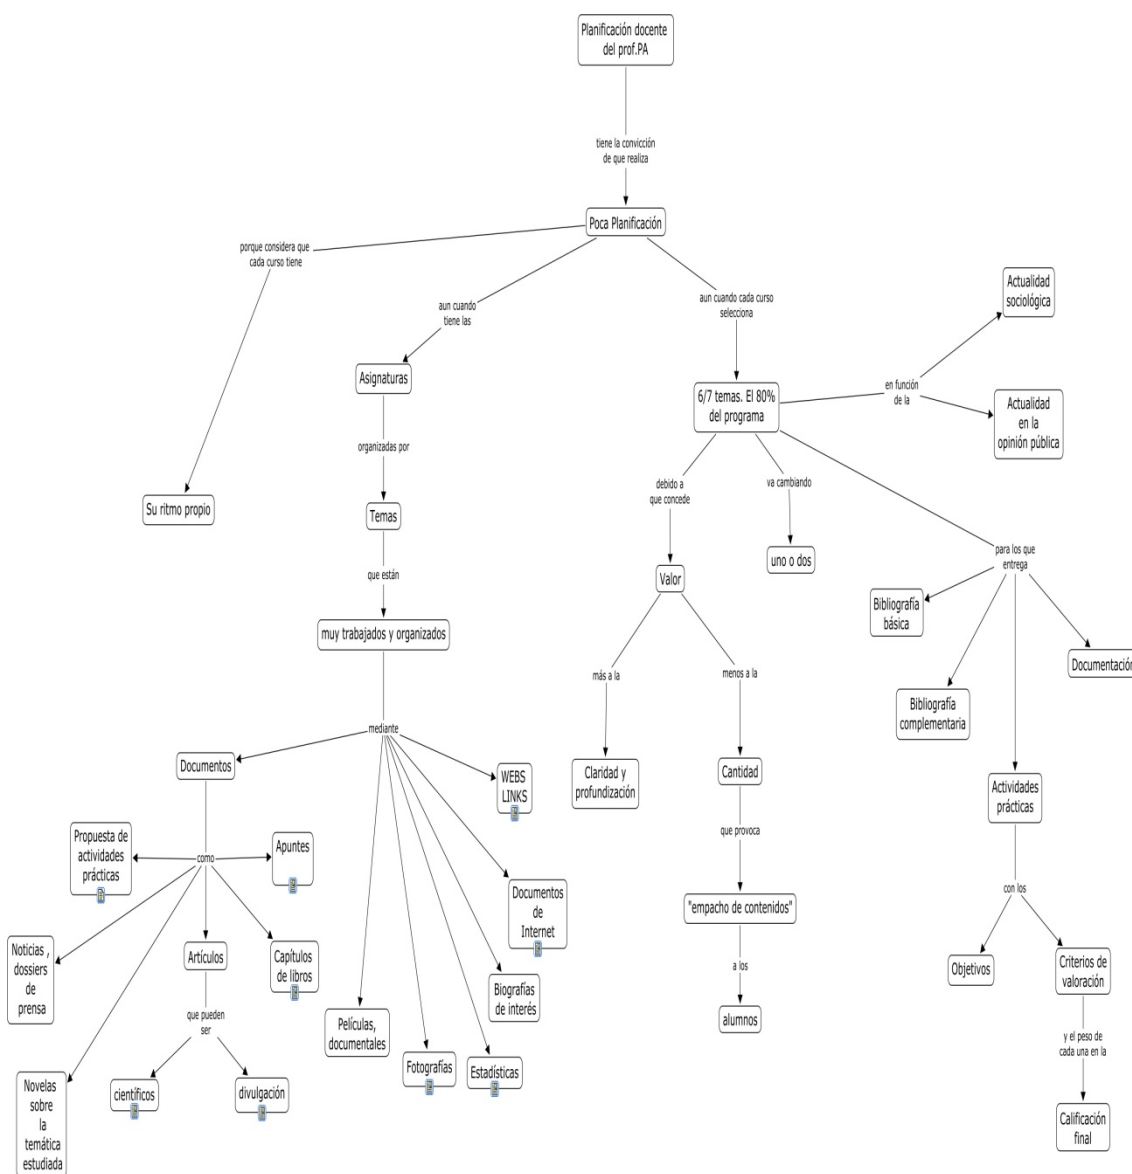 Planificación docente
del prof.PA
tiene la convicción
de que realiza
Poca Planificación
porque considera que
cada curso tiene
Su ritmo propio
aun cuando
tiene las
Asignaturas
organizadas por
Temas
que están
muy trabajados y organizados
mediante
Documentos
como
Propuesta de
actividades
prácticas
Apuntes
Noticias ,
dossiers
de
prensa
Artículos
Capítulos
de libros
que pueden
ser
científicos
divulgación
Novelas
sobre
la
temática
estudiada
WEBS
LINKS
Documentos
de
Internet
Biografías
de interés
Películas,
documentales
Fotografías
Estadísticas
aun cuando cada curso
selecciona
6/7 temas. El 80%
del programa
en función
de la
Actualidad
sociológica
Actualidad
en la
opinión pública
debido a
que concede
Valor
más a la
Claridad y
profundización
menos a la
Cantidad
que provoca
"empacho de contenidos"
a los
alumnos
va cambiando
uno o dos
para los que
entrega
Bibliografía
básica
Bibliografía
complementaria
Documentación
Actividades
prácticas
con los
Objetivos
Criterios de
valoración
y el peso de
cada una en la
Calificación
final